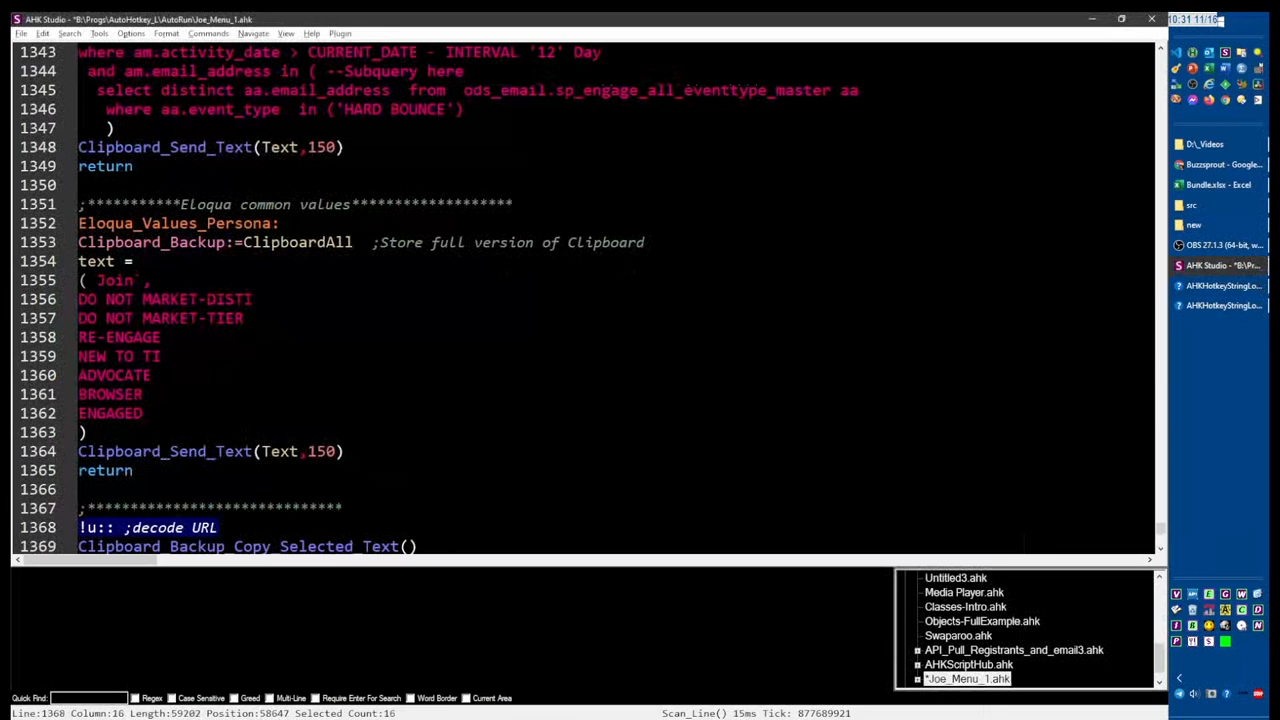 AHK Studio - *B:\Progs\AutoHotkey_L\AutoRun\Joe_Menu_1.ahk
10:31 11/16
File Edit Search Tools Options Format Commands Navigate View Help Plugin
1343 where am.activity_date > CURRENT_DATE - INTERVAL '12' Day
1344 and am.email_address in ( --Subquery here
1345 select distinct aa.email_address from ods_email.sp_engage_all_eventtype_master aa
1346 where aa.event_type in ('HARD BOUNCE')
1347 )
1348 Clipboard_Send_Text(Text,150)
1349 return
1350
1351 ;***********Eloqua common values*******************
1352 Eloqua_Values_Persona:
1353 Clipboard_Backup:=ClipboardAll ;Store full version of Clipboard
1354 text =
1355 ( Join`,
1356 DO NOT MARKET-DISTI
1357 DO NOT MARKET-TIER
1358 RE-ENGAGE
1359 NEW TO TI
1360 ADVOCATE
1361 BROWSER
1362 ENGAGED
1363 )
1364 Clipboard_Send_Text(Text,150)
1365 return
1366
1367 ;*****************************
1368 !u:: ;decode URL
1369 Clipboard_Backup_Copy_Selected_Text()
D:\_Videos
Buzzsprout - Google...
Bundle.xlsx - Excel
src
new
OBS 27.1.3 (64-bit, w...
AHK Studio - *B:\Pr...
AHKHotkeyStringLo...
AHKHotkeyStringLo...
Untitled3.ahk
Media Player.ahk
Classes-Intro.ahk
Objects-FullExample.ahk
Swaparoo.ahk
API_Pull_Registrants_and_email3.ahk
AHKScriptHub.ahk
*Joe_Menu_1.ahk
Quick Find: Regex Case Sensitive Greed Multi-Line Require Enter For Search Word Border Current Area
Line:1368 Column:16 Length:59202 Position:58647 Selected Count:16 Scan_Line() 15ms Tick: 877689921